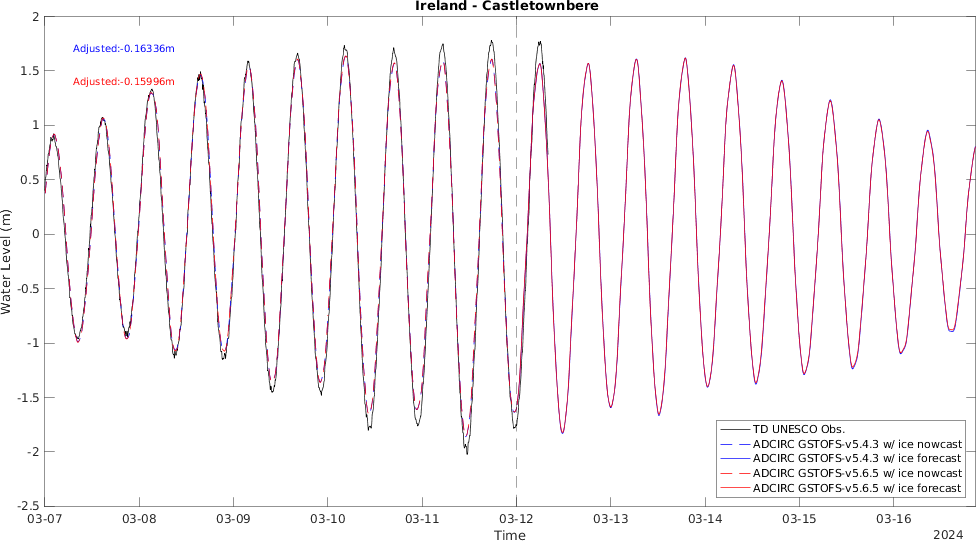 Ireland - Castletownbere
2
1.5
1
0.5
0
-0.5
-1
-1.5
-2
-2.5
Water Level (m)
Adjusted:-0.16336m
Adjusted:-0.15996m
TD UNESCO Obs.
ADCIRC GSTOFS-v5.4.3 w/ ice nowcast
ADCIRC GSTOFS-v5.4.3 w/ ice forecast
ADCIRC GSTOFS-v5.6.5 w/ ice nowcast
ADCIRC GSTOFS-v5.6.5 w/ ice forecast
03-07 03-08 03-09 03-10 03-11 03-12 03-13 03-14 03-15 03-16
Time
2024